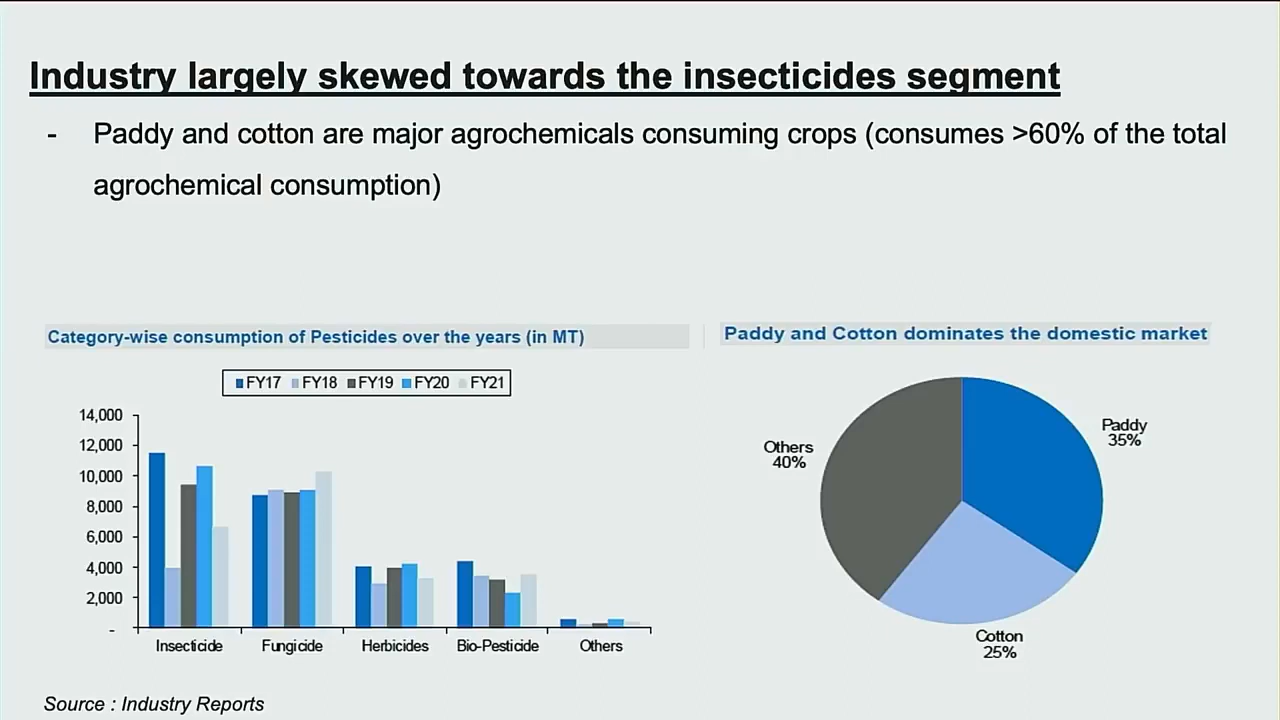 Industry largely skewed towards the insecticides segment
- Paddy and cotton are major agrochemicals consuming crops (consumes >60% of the total
agrochemical consumption)
Category-wise consumption of Pesticides over the years (in MT)
FY17 FY18 FY19 FY20 FY21
14,000
12,000
10,000
8,000
6,000
4,000
2,000
-
Insecticide Fungicide Herbicides Bio-Pesticide Others
Paddy and Cotton dominates the domestic market
Paddy
35%
Others
40%
Cotton
25%
Source : Industry Reports